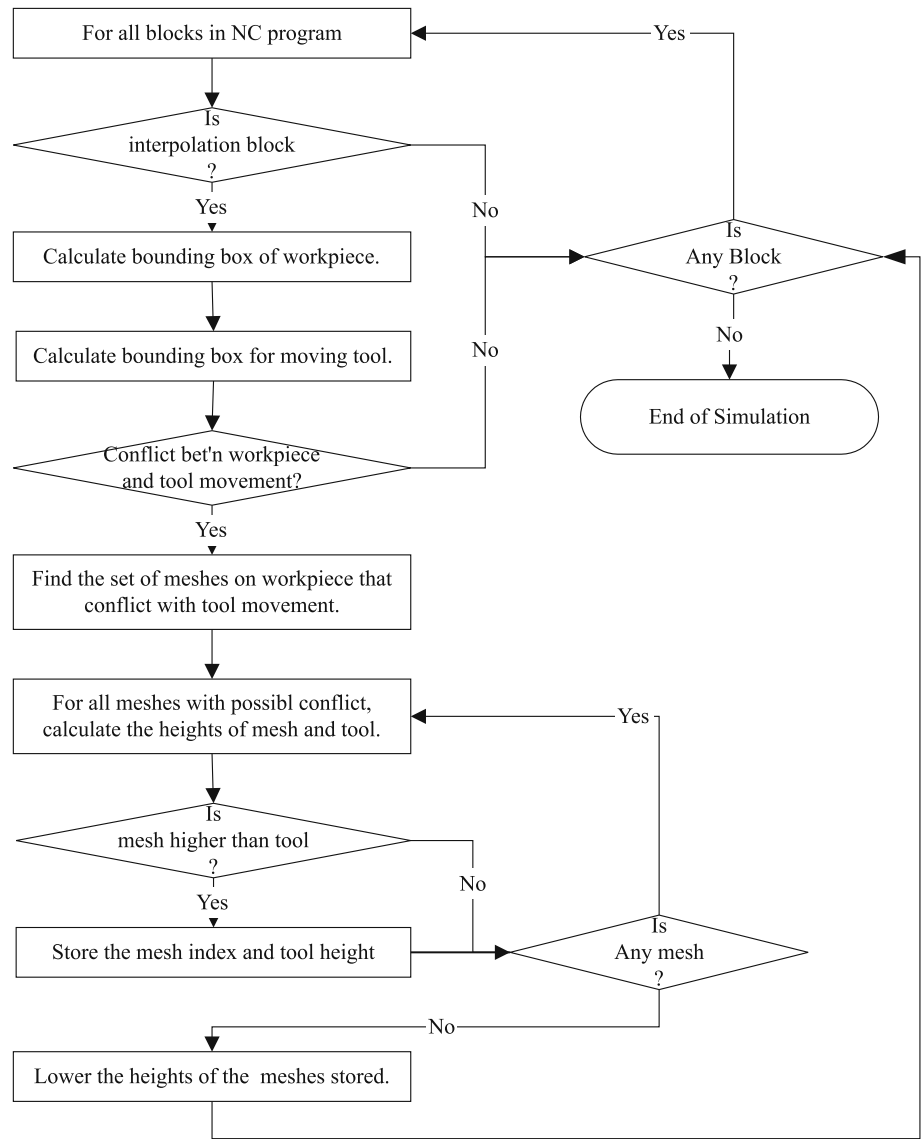 For all blocks in NC program
Yes
Is
interpolation block
?
No
Yes
Is
Any Block
?
Calculate bounding box of workpiece.
No
Calculate bounding box for moving tool.
No
End of Simulation
Conflict bet'n workpiece
and tool movement?
Yes
Find the set of meshes on workpiece that
conflict with tool movement.
For all meshes with possibl conflict,
calculate the heights of mesh and tool.
Yes
Is
mesh higher than tool
?
No
Yes
Store the mesh index and tool height
Is
Any mesh
?
No
Lower the heights of the  meshes stored.